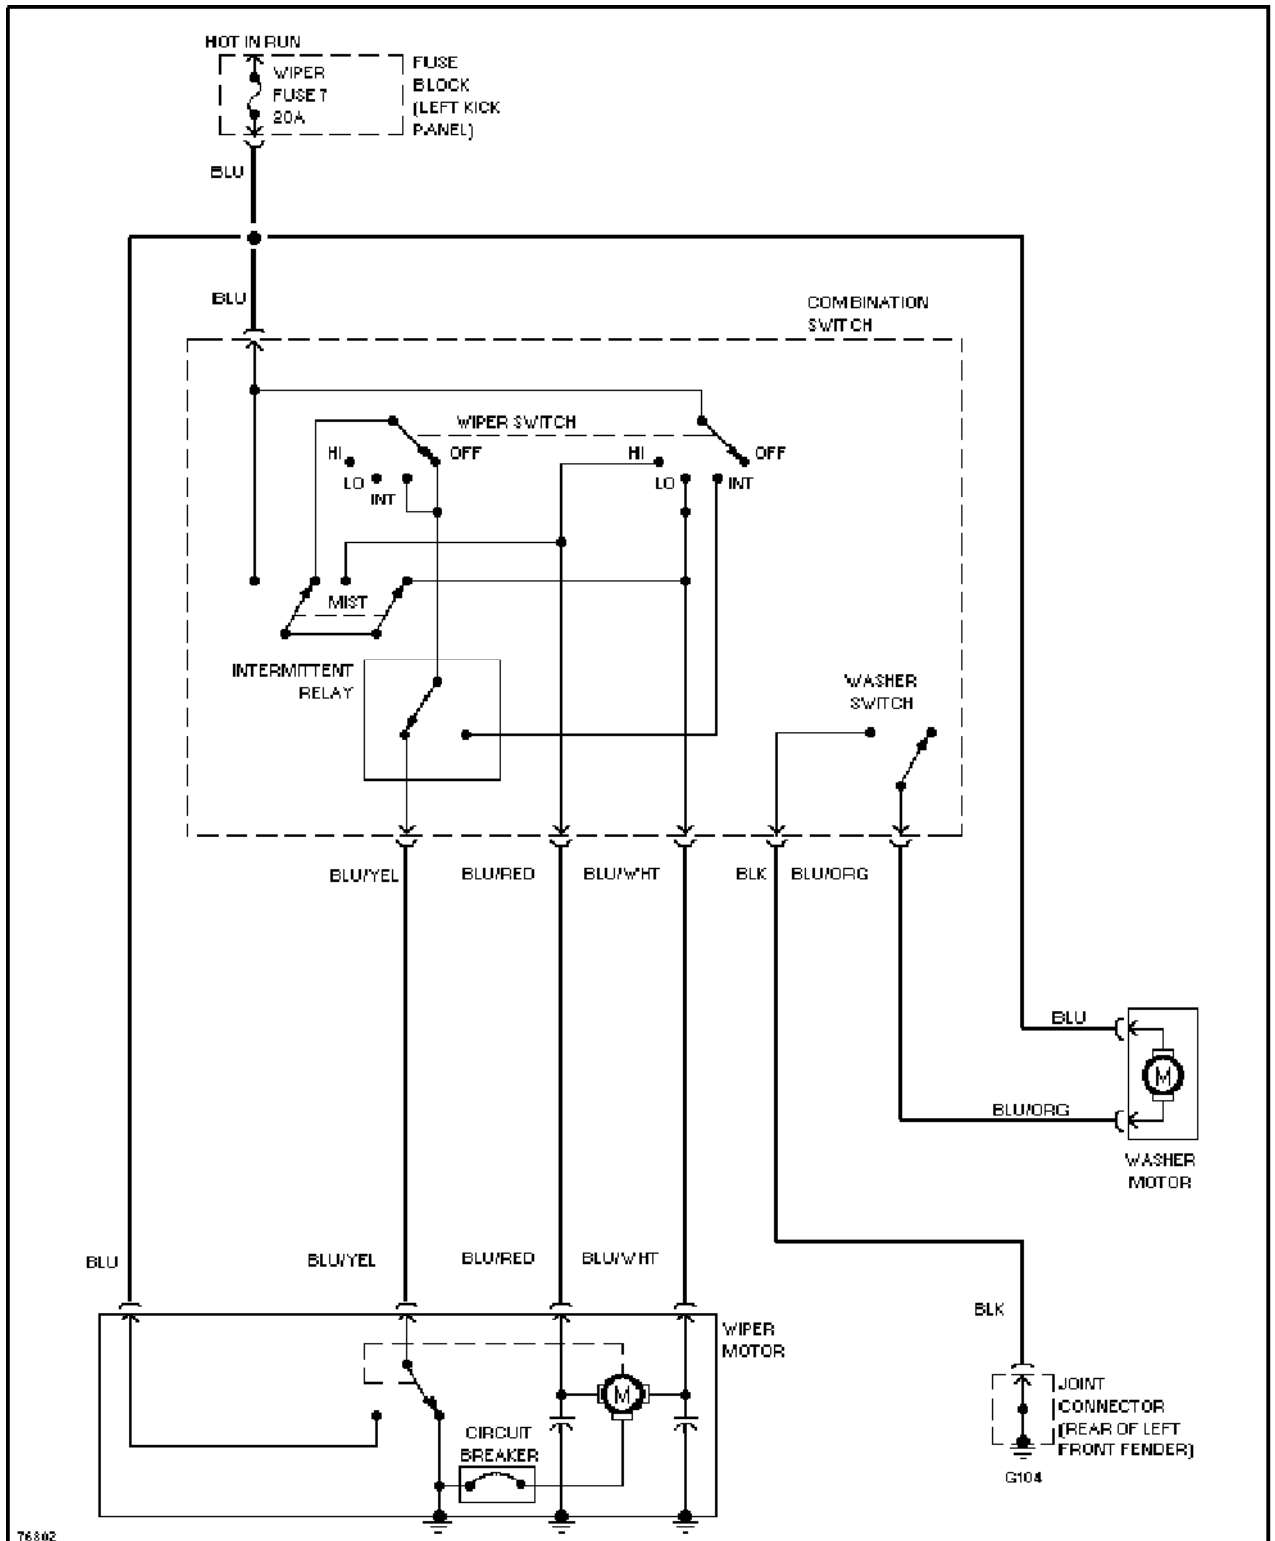 HOT IN RUN
WIPER
FUSE 7
20A
FUSE
BLOCK
(LEFT KICK
PANEL)
BLU
BLU
COMBINATION
SWITCH
WIPER SWITCH
HI
LO
INT
OFF
HI
LO
INT
OFF
MIST
INTERMITTENT
RELAY
WASHER
SWITCH
BLU/YEL
BLU/RED
BLU/WHT
BLK
BLU/ORG
BLU
M
BLU/ORG
WASHER
MOTOR
BLU
BLU/YEL
BLU/RED
BLU/WHT
BLK
WIPER
MOTOR
M
CIRCUIT
BREAKER
JOINT
CONNECTOR
(REAR OF LEFT
FRONT FENDER)
G104
76802